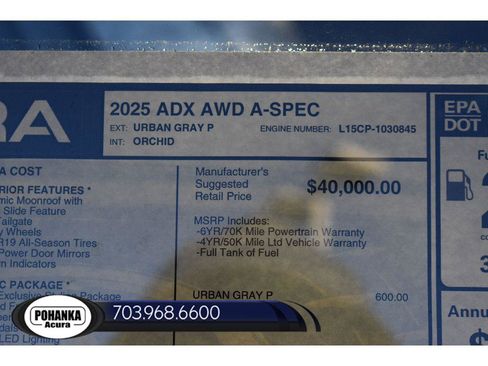 RA
2025 ADX AWD A-SPEC
EXT: URBAN GRAY P
ENGINE NUMBER: L15CP-1030845
INT: ORCHID
EPA
DOT
A COST
RIOR FEATURES *
mic Moonroof with
Slide Feature
Tailgate
y Wheels
R19 All-Season Tires
Power Door Mirrors
rn Indicators
C PACKAGE *
Exclusive
Package
LED Lighting
Manufacturer's
Suggested
Retail Price
$40,000.00
MSRP Includes:
-6YR/70K Mile Powertrain Warranty
-4YR/50K Mile Ltd Vehicle Warranty
-Full Tank of Fuel
URBAN GRAY P
600.00
Fu
Annu
$
POHANKA
Acura
703.968.6600